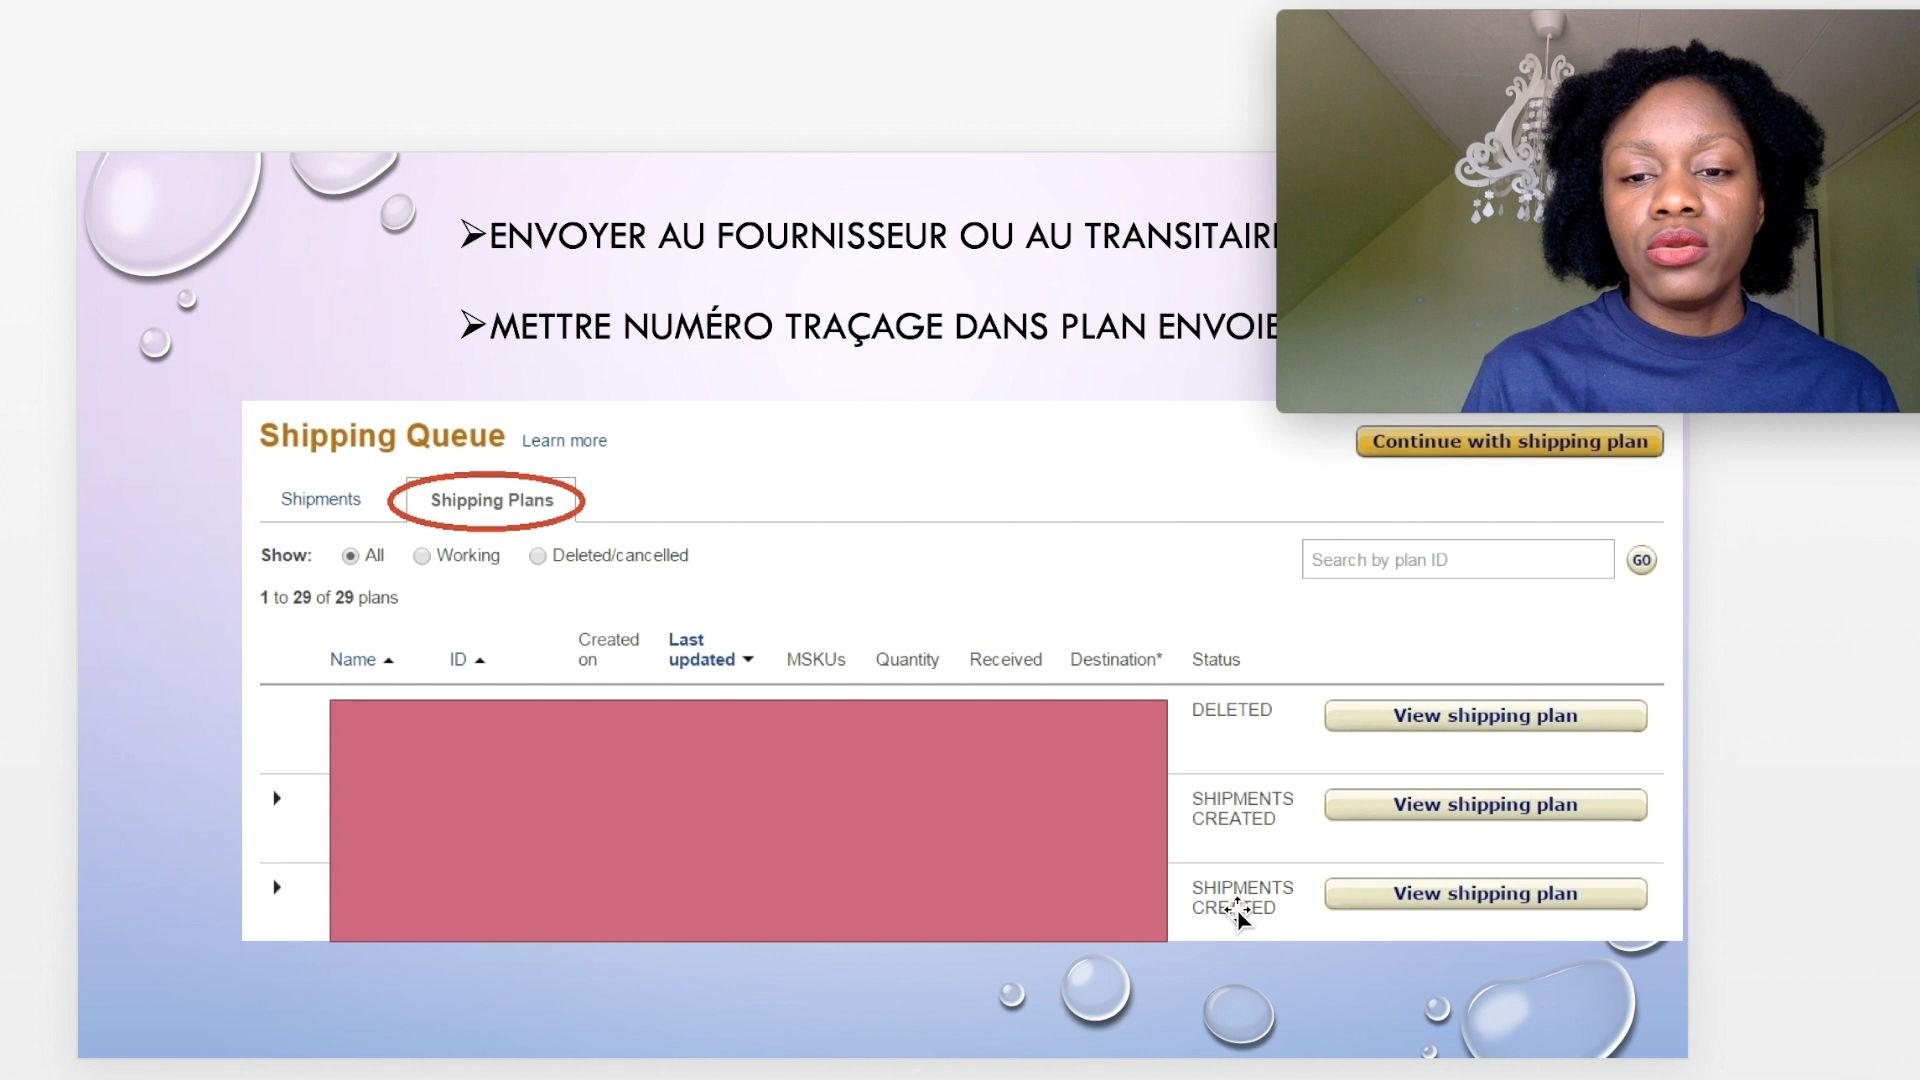 ➢ENVOYER AU FOURNISSEUR OU AU
➢METTRE NUMÉRO TRAÇAGE DANS PLAN
Shipping Queue Learn more
Continue with shipping plan
Shipments Shipping Plans
Show: All Working Deleted/cancelled
Search by plan ID GO
1 to 29 of 29 plans
Name ID Created on Last updated MSKUs Quantity Received Destination* Status
DELETED View shipping plan
SHIPMENTS CREATED View shipping plan
SHIPMENTS CREATED View shipping plan